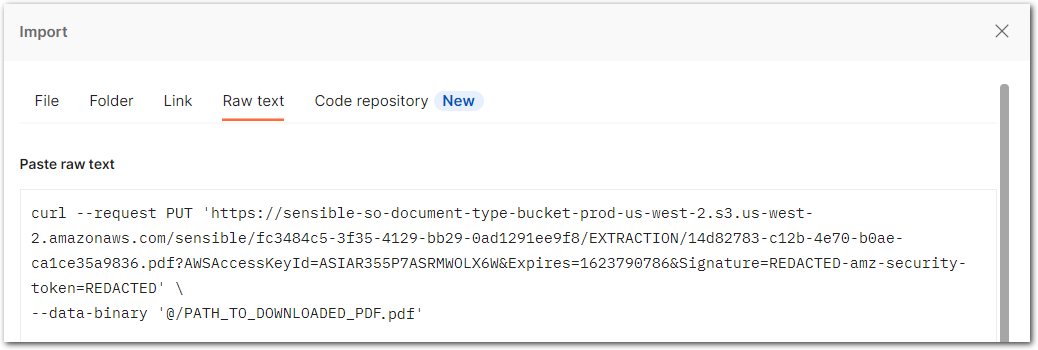 Import
File Folder Link Raw text Code repository New
Paste raw text
curl --request PUT 'https://sensible-so-document-type-bucket-prod-us-west-2.s3.us-west-
2.amazonaws.com/sensible/fc3484c5-3f35-4129-bb29-0ad1291ee9f8/EXTRACTION/14d82783-c12b-4e70-b0ae-
ca1ce35a9836.pdf?AWSAccessKeyId=ASIAR355P7ASRMWOLX6W&Expires=1623790786&Signature=REDACTED-amz-security-
token=REDACTED' \
--data-binary '@/PATH_TO_DOWNLOADED_PDF.pdf'